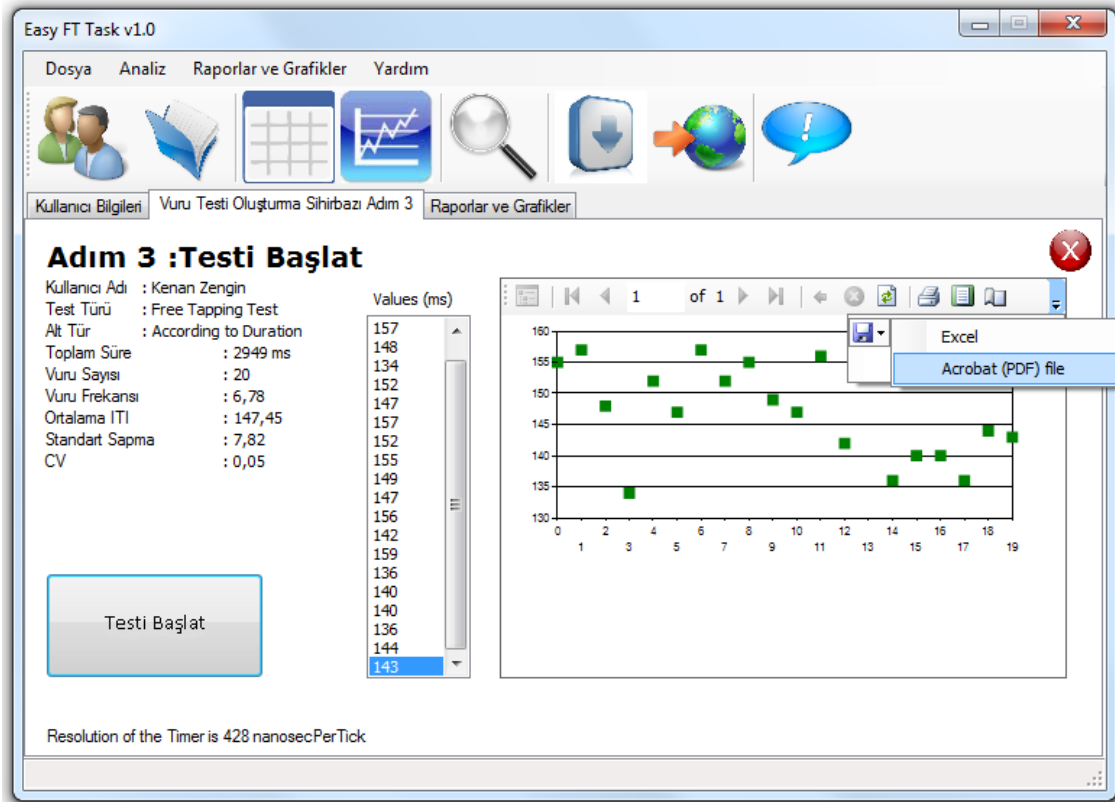 Easy FT Task v1.0
Dosya Analiz Raporlar ve Grafikler Yardım
Kullanıcı Bilgileri Vuru Testi Oluşturma Sihirbazı Adım 3 Raporlar ve Grafikler
Adım 3 :Testi Başlat
Kullanıcı Adı : Kenan Zengin
Test Türü : Free Tapping Test
Alt Tür : According to Duration
Toplam Süre : 2949 ms
Vuru Sayısı : 20
Vuru Frekansı : 6,78
Ortalama ITI : 147,45
Standart Sapma : 7,82
CV : 0,05
Testi Başlat
Values (ms)
157
148
134
152
147
157
152
155
149
147
156
142
159
136
140
140
136
144
143
1 of 1
Excel
Acrobat (PDF) file
160
155
150
145
140
135
130
0 2 4 6 8 10 12 14 16 18
1 3 5 7 9 11 13 15 17 19
Resolution of the Timer is 428 nanosecPerTick